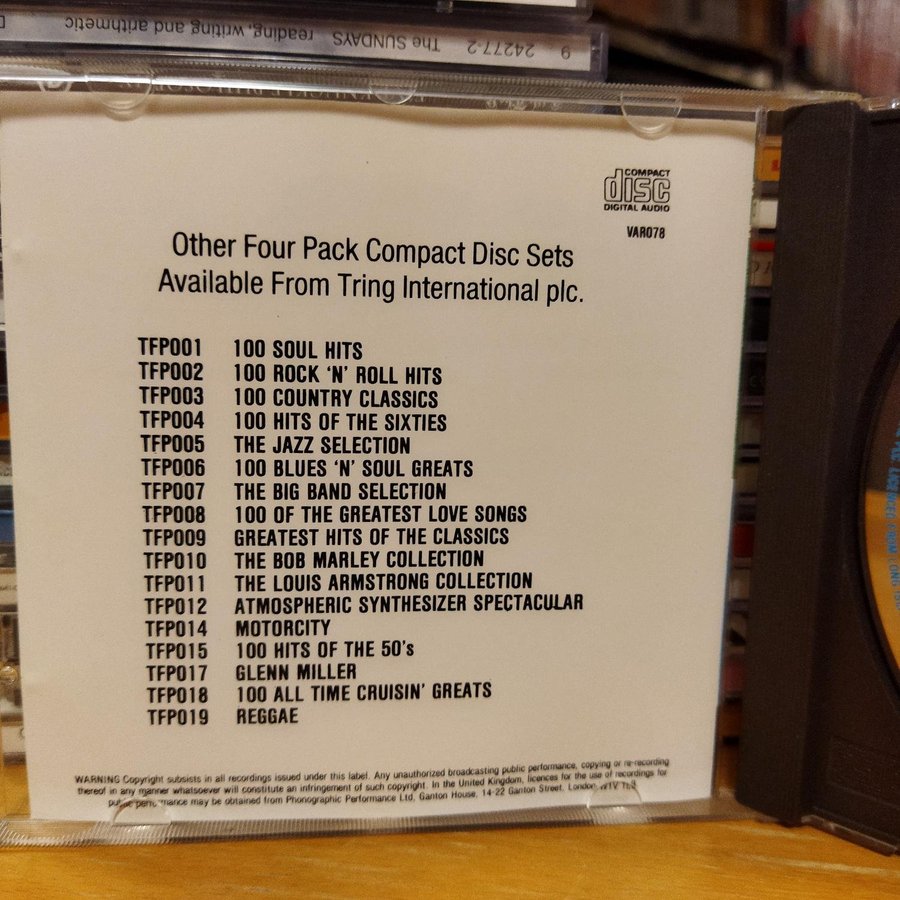 9 24277-2 The SUNDAYS reading, writing and arithmetic
COMPACT
disc
DIGITAL AUDIO
VAR078
Other Four Pack Compact Disc Sets
Available From Tring International plc.
TFP001 100 SOUL HITS
TFP002 100 ROCK ‘N’ ROLL HITS
TFP003 100 COUNTRY CLASSICS
TFP004 100 HITS OF THE SIXTIES
TFP005 THE JAZZ SELECTION
TFP006 100 BLUES ‘N’ SOUL GREATS
TFP007 THE BIG BAND SELECTION
TFP008 100 OF THE GREATEST LOVE SONGS
TFP009 GREATEST HITS OF THE CLASSICS
TFP010 THE BOB MARLEY COLLECTION
TFP011 THE LOUIS ARMSTRONG COLLECTION
TFP012 ATMOSPHERIC SYNTHESIZER SPECTACULAR
TFP014 MOTORCITY
TFP015 100 HITS OF THE 50's
TFP017 GLENN MILLER
TFP018 100 ALL TIME CRUISIN' GREATS
TFP019 REGGAE
WARNING Copyright subsists in all recordings issued under this label. Any unauthorized broadcasting public performance, copying or re-recording
thereof in any manner whatsoever will constitute an infringement of such copyright. In the United Kingdom, licences for the use of recordings for
public performance may be obtained from Phonographic Performance Ltd, Ganton House, 14-22 Ganton Street, London